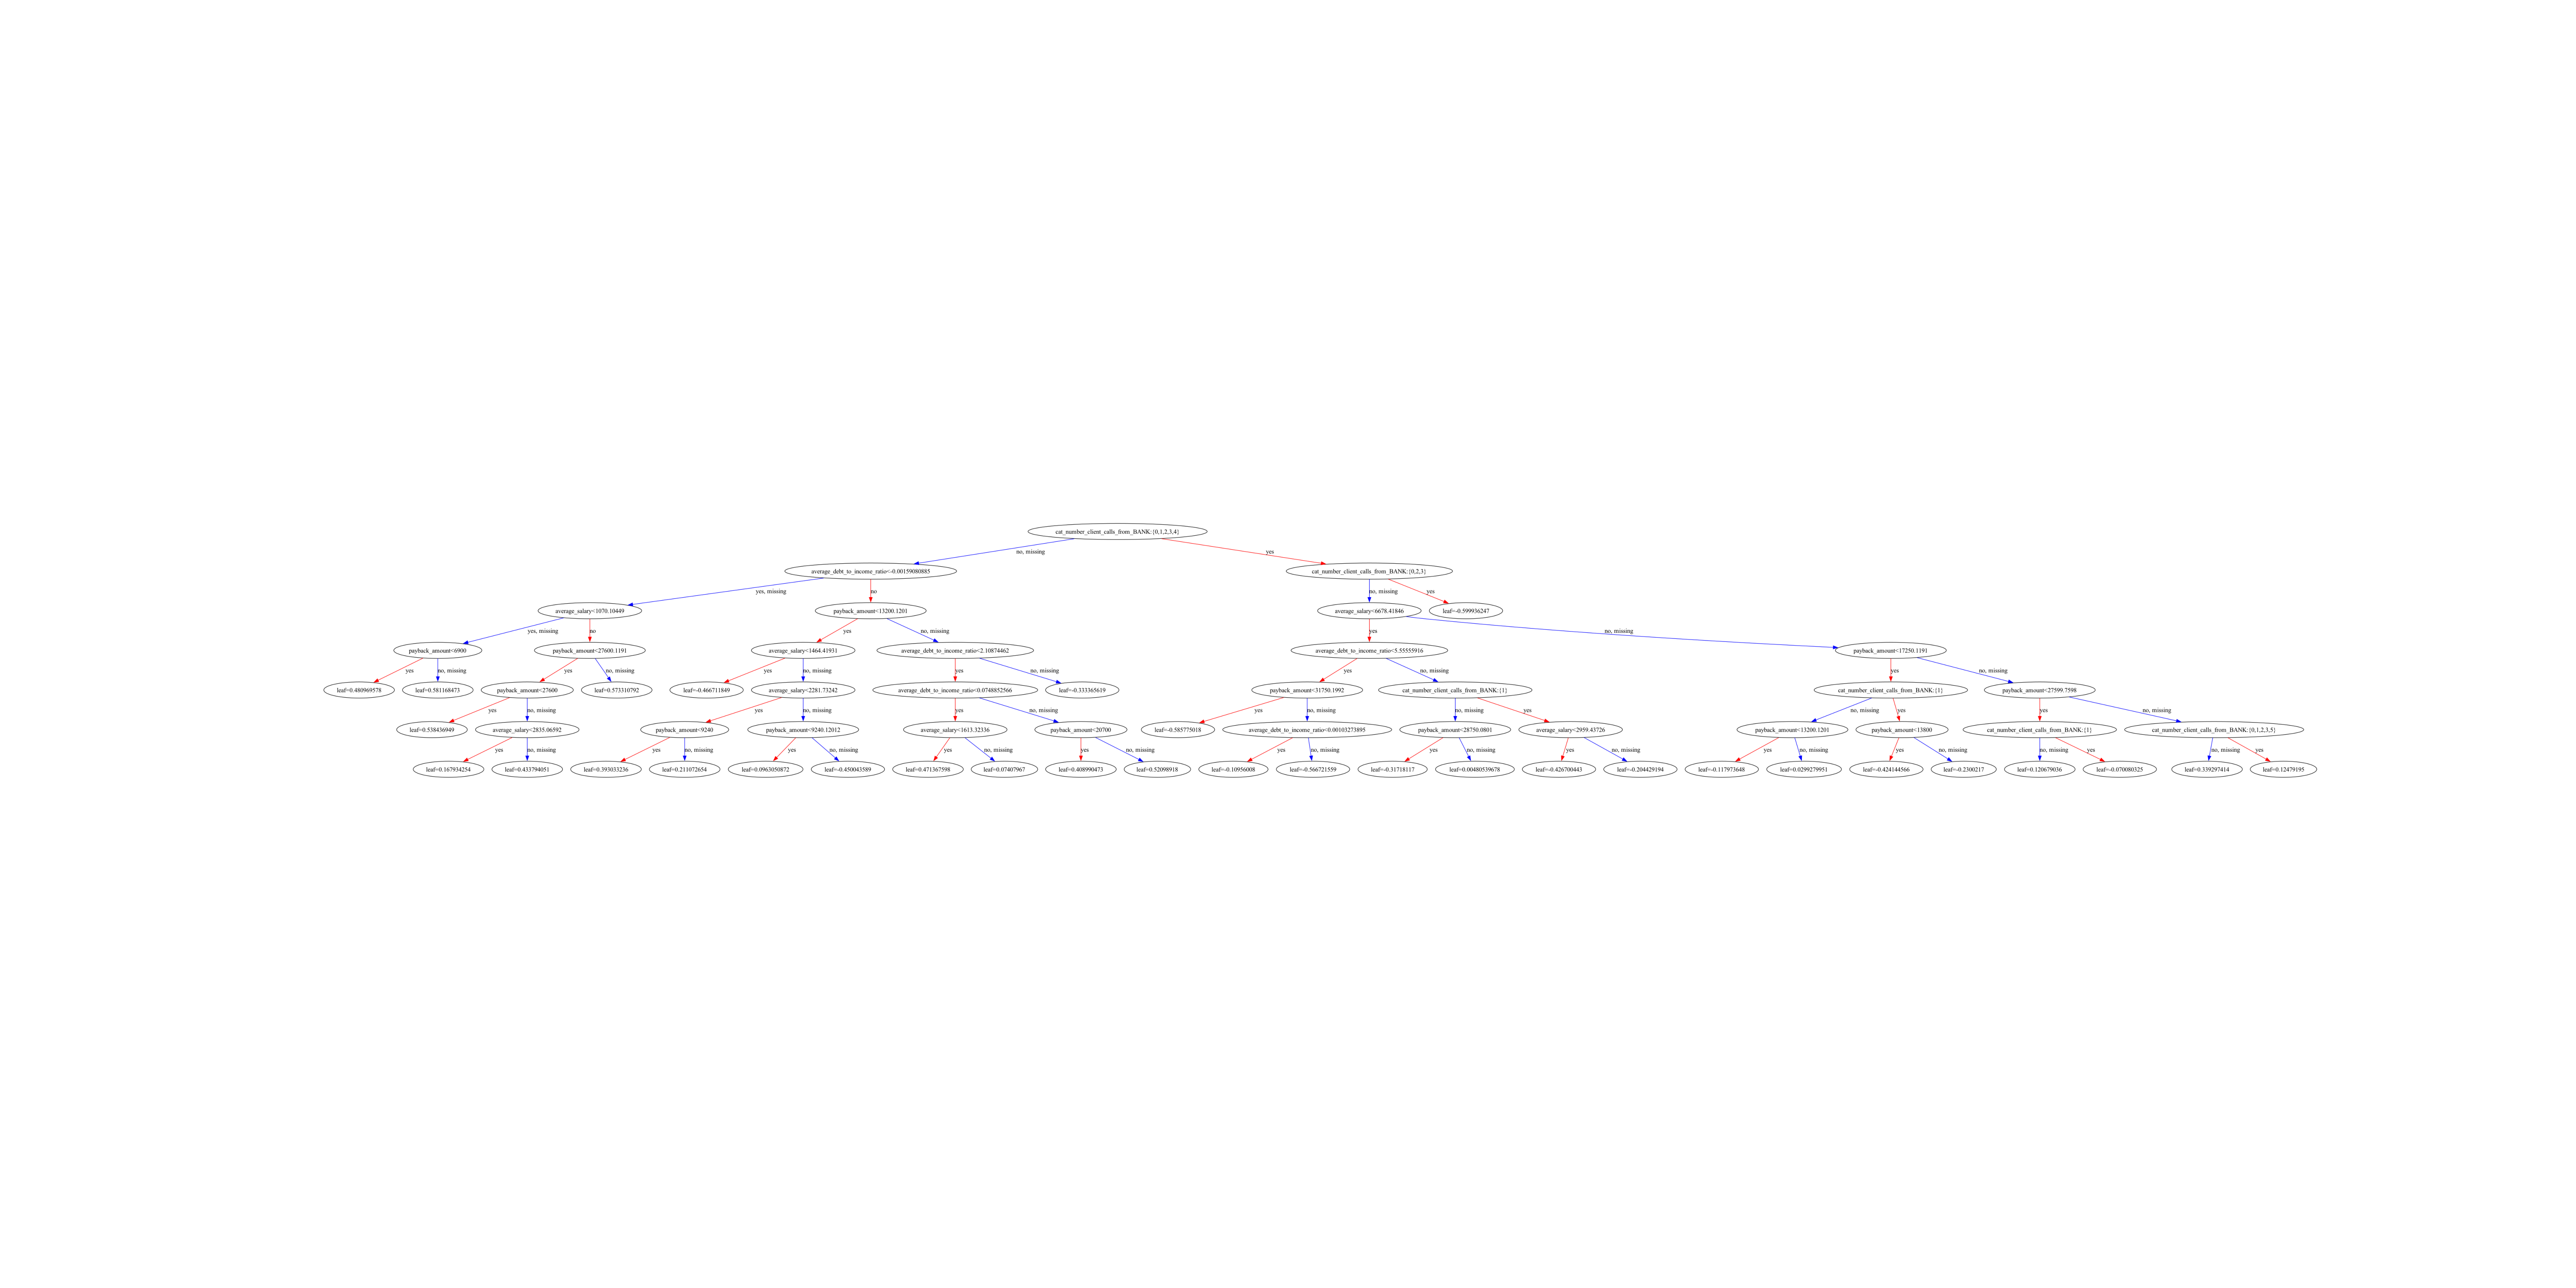 cat_number_client_calls_from_BANK:{0,1,2,3,4}
no, missing
yes
average_debt_to_income_ratio<-0.00159080885
cat_number_client_calls_from_BANK:{0,2,3}
yes, missing
no
no, missing
yes
average_salary<1070.10449
payback_amount<13200.1201
average_salary<6678.41846
leaf=-0.599936247
yes, missing
no
yes
no, missing
yes
no, missing
payback_amount<6900
payback_amount<27600.1191
average_salary<1464.41931
average_debt_to_income_ratio<2.10874462
average_debt_to_income_ratio<5.55555916
payback_amount<17250.1191
yes
no, missing
yes
no, missing
yes
no, missing
yes
no, missing
yes
no, missing
yes
no, missing
leaf=0.480969578
leaf=0.581168473
payback_amount<27600
leaf=0.573310792
leaf=-0.466711849
average_salary<2281.73242
average_debt_to_income_ratio<0.0748852566
leaf=-0.333365619
payback_amount<31750.1992
cat_number_client_calls_from_BANK:{1}
cat_number_client_calls_from_BANK:{1}
payback_amount<27599.7598
yes
no, missing
yes
no, missing
yes
no, missing
yes
no, missing
no, missing
yes
no, missing
yes
yes
no, missing
leaf=0.538436949
average_salary<2835.06592
payback_amount<9240
payback_amount<9240.12012
average_salary<1613.32336
payback_amount<20700
leaf=-0.585775018
average_debt_to_income_ratio<0.00103273895
payback_amount<28750.0801
average_salary<2959.43726
payback_amount<13200.1201
payback_amount<13800
cat_number_client_calls_from_BANK:{1}
cat_number_client_calls_from_BANK:{0,1,2,3,5}
yes
no, missing
yes
no, missing
yes
no, missing
yes
no, missing
yes
no, missing
yes
no, missing
yes
no, missing
yes
no, missing
yes
no, missing
yes
no, missing
no, missing
yes
no, missing
yes
leaf=0.167934254
leaf=0.433794051
leaf=0.393033236
leaf=0.211072654
leaf=0.0963050872
leaf=-0.450043589
leaf=0.471367598
leaf=0.07407967
leaf=0.408990473
leaf=0.52098918
leaf=-0.10956008
leaf=-0.566721559
leaf=-0.31718117
leaf=0.00480539678
leaf=-0.426700443
leaf=-0.204429194
leaf=-0.117973648
leaf=0.0299279951
leaf=-0.424144566
leaf=-0.2300217
leaf=0.120679036
leaf=-0.070080325
leaf=0.339297414
leaf=0.12479195